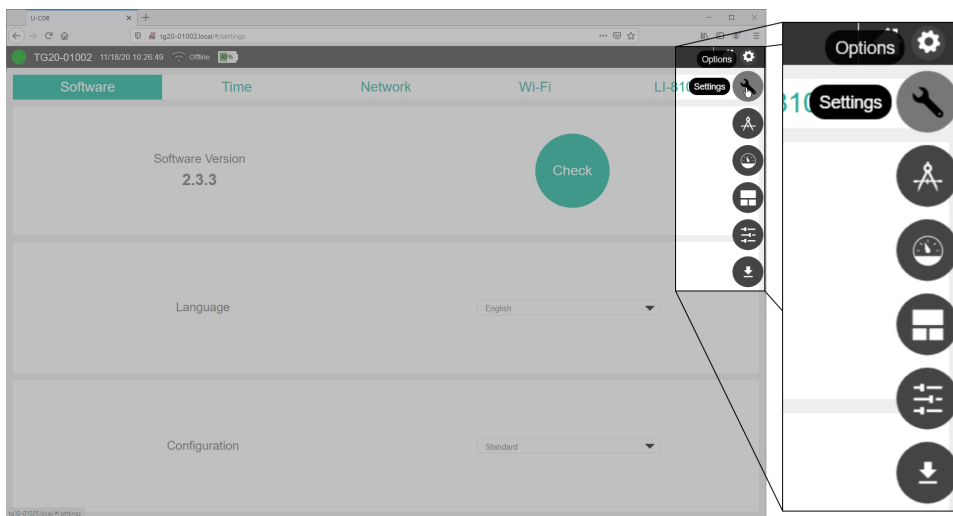 LI-COR
tg20-01002.local/#/settings
TG20-01002 11/18/20 10:26:49 Offline
Options
Software Time Network Wi-Fi LI-810
Settings
Software Version
2.3.3
Check
Language
English
Configuration
Standard
Options
810 Settings